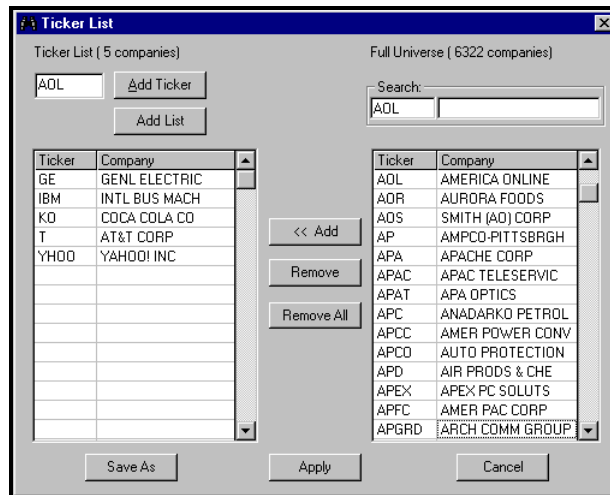 Ticker List
Ticker List ( 5 companies)
Full Universe ( 6322 companies)
AOL
Add Ticker
Add List
Search:
AOL
Ticker Company
GE GENL ELECTRIC
IBM INTL BUS MACH
KO COCA COLA CO
T AT&T CORP
YHOO YAHOO! INC
<< Add
Remove
Remove All
Ticker Company
AOL AMERICA ONLINE
AOR AURORA FOODS
AOS SMITH (AO) CORP
AP AMPCO-PITTSBRGH
APA APACHE CORP
APAC APAC TELESERVIC
APAT APA OPTICS
APC ANADARKO PETROL
APCC AMER POWER CONV
APCO AUTO PROTECTION
APD AIR PRODS & CHE
APEX APEX PC SOLUTS
APFC AMER PAC CORP
APGRD ARCH COMM GROUP
Save As
Apply
Cancel